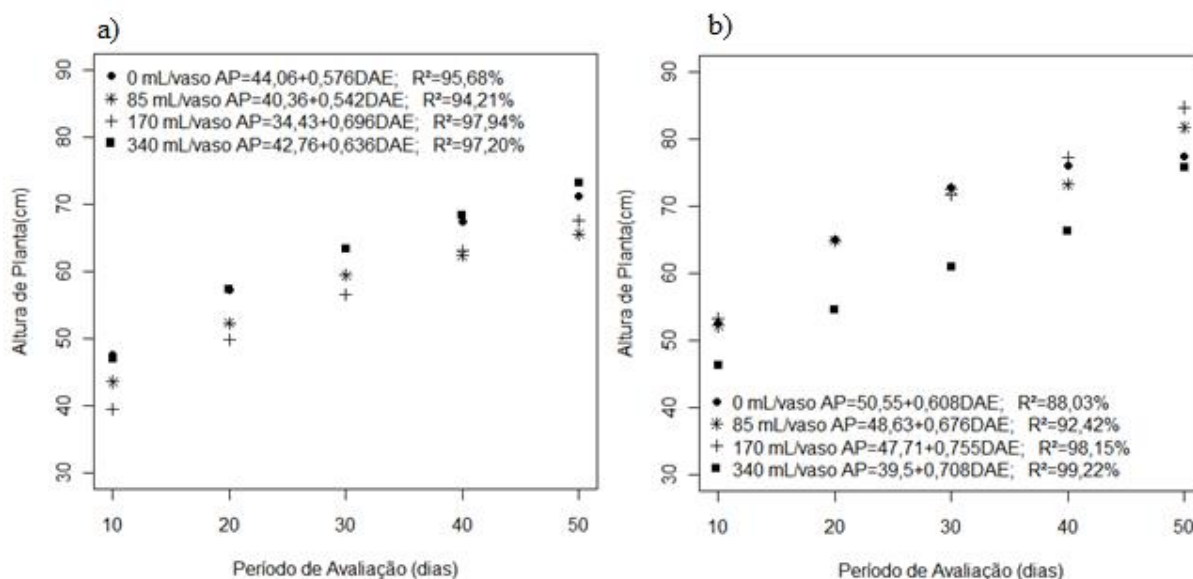 a)
0 mL/vaso AP=44,06+0,576DAE; R²=95,68%
85 mL/vaso AP=40,36+0,542DAE; R²=94,21%
170 mL/vaso AP=34,43+0,696DAE; R²=97,94%
340 mL/vaso AP=42,76+0,636DAE; R²=97,20%
Altura de Planta(cm)
90
80
70
60
50
40
30
10 20 30 40 50
Período de Avaliação (dias)
b)
Altura de Planta(cm)
90
80
70
60
50
40
30
0 mL/vaso AP=50,55+0,608DAE; R²=88,03%
85 mL/vaso AP=48,63+0,676DAE; R²=92,42%
170 mL/vaso AP=47,71+0,755DAE; R²=98,15%
340 mL/vaso AP=39,5+0,708DAE; R²=99,22%
10 20 30 40 50
Período de Avaliação (dias)